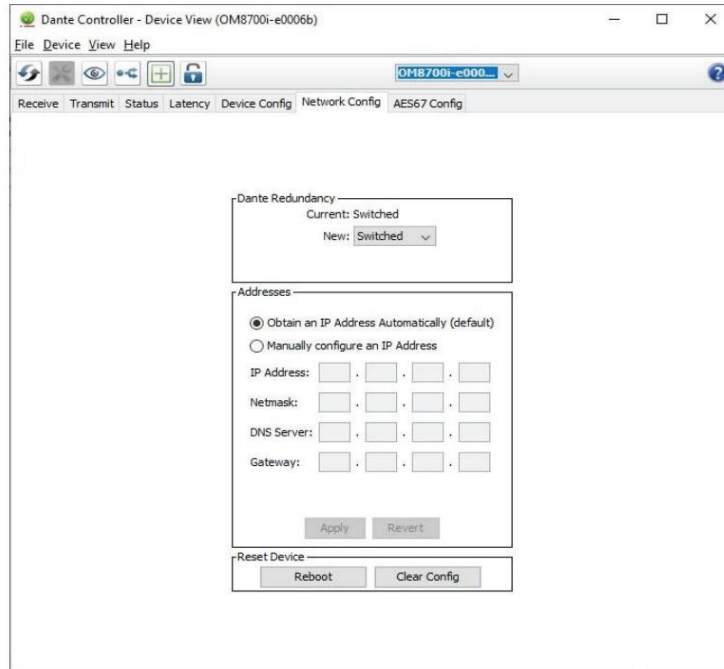 Dante Controller - Device View (OM8700i-e0006b)
File Device View Help
OM8700i-e000...
Receive Transmit Status Latency Device Config Network Config AES67 Config
Dante Redundancy
Current: Switched
New: Switched
Addresses
Obtain an IP Address Automatically (default)
Manually configure an IP Address
IP Address: . . .
Netmask: . . .
DNS Server: . . .
Gateway: . . .
Apply Revert
Reset Device
Reboot Clear Config